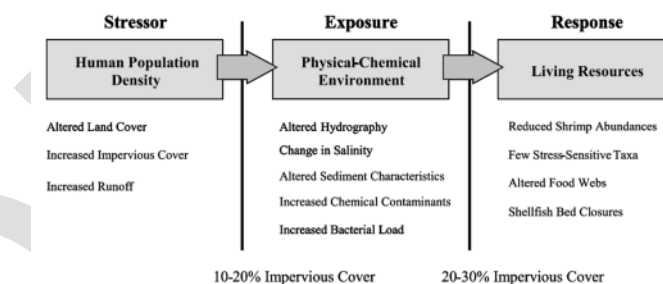 Stressor
Human Population
Density
Altered Land Cover
Increased Impervious Cover
Increased Runoff
Exposure
Physical-Chemical
Environment
Altered Hydrography
Change in Salinity
Altered Sediment Characteristics
Increased Chemical Contaminants
Increased Bacterial Load
Response
Living Resources
Reduced Shrimp Abundances
Few Stress-Sensitive Taxa
Altered Food Webs
Shellfish Bed Closures
10-20% Impervious Cover
20-30% Impervious Cover